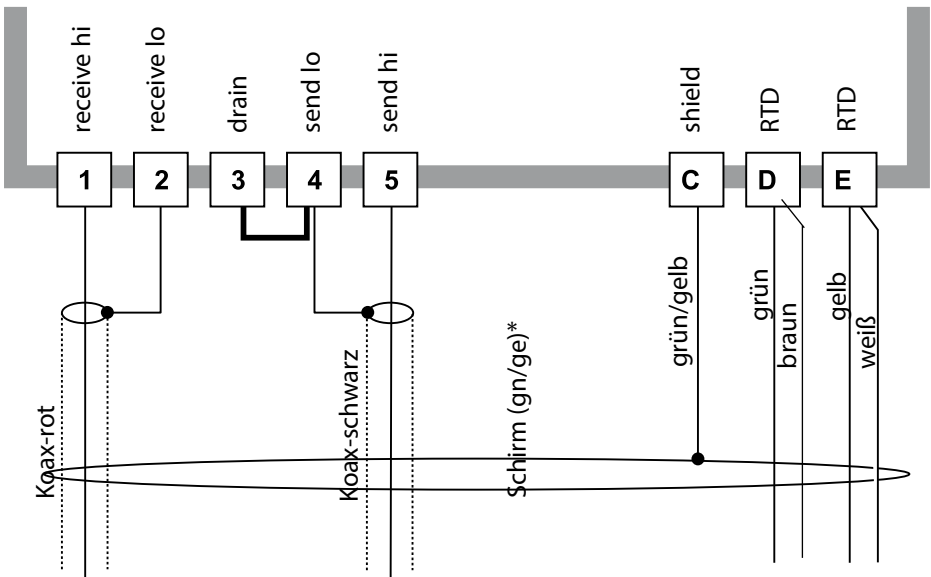 receive hi
receive lo
drain
send lo
send hi
shield
RTD
RTD
1
2
3
4
5
C
D
E
grün/gelb
grün
braun
gelb
weiß
Koax-rot
Koax-schwarz
Schirm (gn/ge)*